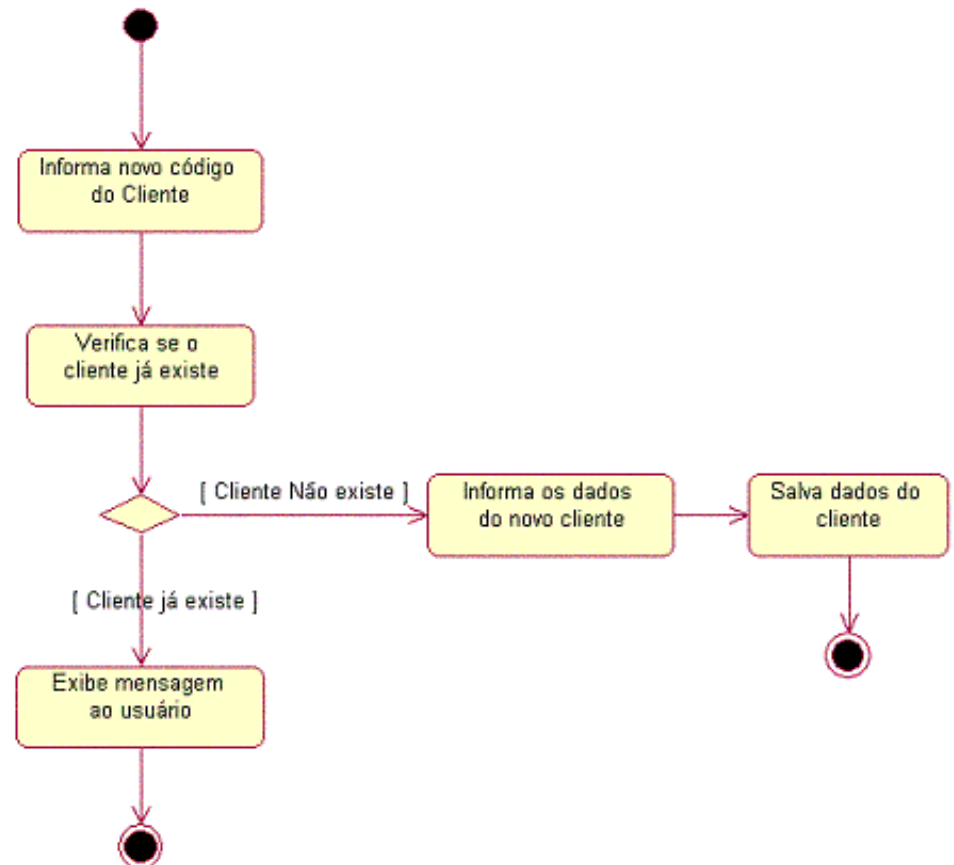 Informa novo código
do Cliente
Verifica se o
cliente já existe
[ Cliente Não existe ]
Informa os dados
do novo cliente
Salva dados do
cliente
[ Cliente já existe ]
Exibe mensagem
ao usuário